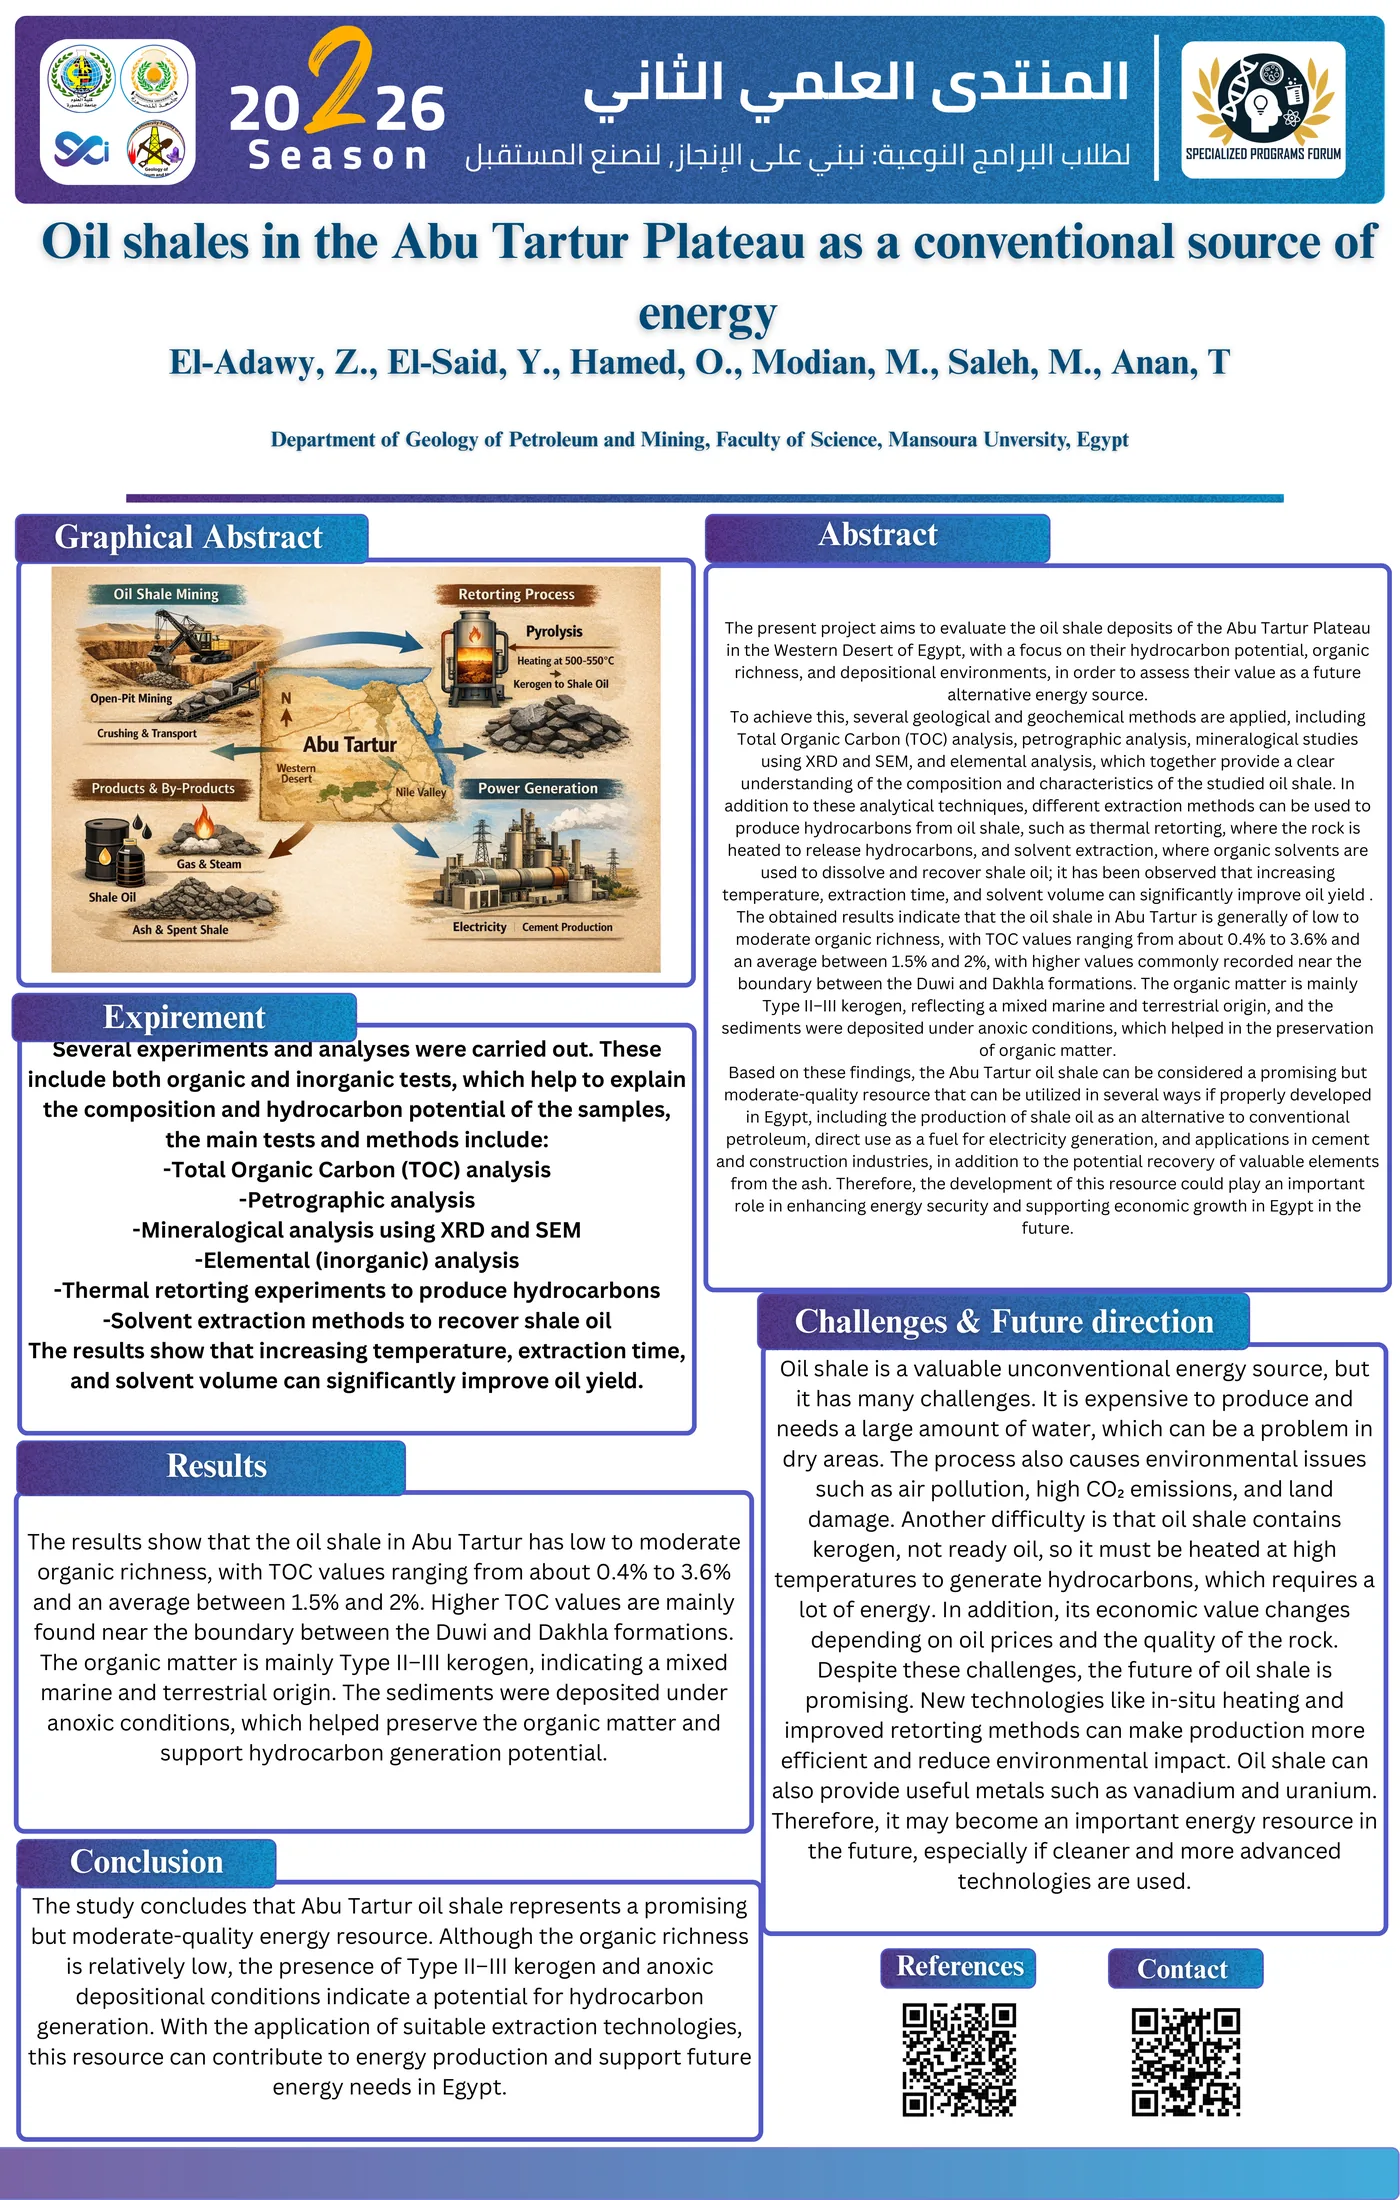 كلية العلوم
جامعة المنصورة
SCi
2026
2
Season
المنتدى العلمي الثاني
لطلاب البرامج النوعية: نبني على الإنجاز, لنصنع المستقبل
SPECIALIZED PROGRAMS FORUM
Oil shales in the Abu Tartur Plateau as a conventional source of
energy
El-Adawy, Z., El-Said, Y., Hamed, O., Modian, M., Saleh, M., Anan, T
Department of Geology of Petroleum and Mining, Faculty of Science, Mansoura Unversity, Egypt
Graphical Abstract
Oil Shale Mining
Open-Pit Mining
Crushing & Transport
Retorting Process
Pyrolysis
Heating at 500-550°C
Kerogen to Shale Oil
N
Abu Tartur
Western
Desert
Nile Valley
Products & By-Products
Gas & Steam
Shale Oil
Ash & Spent Shale
Power Generation
Electricity | Cement Production
Expirement
Several experiments and analyses were carried out. These
include both organic and inorganic tests, which help to explain
the composition and hydrocarbon potential of the samples,
the main tests and methods include:
-Total Organic Carbon (TOC) analysis
-Petrographic analysis
-Mineralogical analysis using XRD and SEM
-Elemental (inorganic) analysis
-Thermal retorting experiments to produce hydrocarbons
-Solvent extraction methods to recover shale oil
The results show that increasing temperature, extraction time,
and solvent volume can significantly improve oil yield.
Results
The results show that the oil shale in Abu Tartur has low to moderate
organic richness, with TOC values ranging from about 0.4% to 3.6%
and an average between 1.5% and 2%. Higher TOC values are mainly
found near the boundary between the Duwi and Dakhla formations.
The organic matter is mainly Type II–III kerogen, indicating a mixed
marine and terrestrial origin. The sediments were deposited under
anoxic conditions, which helped preserve the organic matter and
support hydrocarbon generation potential.
Conclusion
The study concludes that Abu Tartur oil shale represents a promising
but moderate-quality energy resource. Although the organic richness
is relatively low, the presence of Type II–III kerogen and anoxic
depositional conditions indicate a potential for hydrocarbon
generation. With the application of suitable extraction technologies,
this resource can contribute to energy production and support future
energy needs in Egypt.
Abstract
The present project aims to evaluate the oil shale deposits of the Abu Tartur Plateau
in the Western Desert of Egypt, with a focus on their hydrocarbon potential, organic
richness, and depositional environments, in order to assess their value as a future
alternative energy source.
To achieve this, several geological and geochemical methods are applied, including
Total Organic Carbon (TOC) analysis, petrographic analysis, mineralogical studies
using XRD and SEM, and elemental analysis, which together provide a clear
understanding of the composition and characteristics of the studied oil shale. In
addition to these analytical techniques, different extraction methods can be used to
produce hydrocarbons from oil shale, such as thermal retorting, where the rock is
heated to release hydrocarbons, and solvent extraction, where organic solvents are
used to dissolve and recover shale oil; it has been observed that increasing
temperature, extraction time, and solvent volume can significantly improve oil yield .
The obtained results indicate that the oil shale in Abu Tartur is generally of low to
moderate organic richness, with TOC values ranging from about 0.4% to 3.6% and
an average between 1.5% and 2%, with higher values commonly recorded near the
boundary between the Duwi and Dakhla formations. The organic matter is mainly
Type II–III kerogen, reflecting a mixed marine and terrestrial origin, and the
sediments were deposited under anoxic conditions, which helped in the preservation
of organic matter.
Based on these findings, the Abu Tartur oil shale can be considered a promising but
moderate-quality resource that can be utilized in several ways if properly developed
in Egypt, including the production of shale oil as an alternative to conventional
petroleum, direct use as a fuel for electricity generation, and applications in cement
and construction industries, in addition to the potential recovery of valuable elements
from the ash. Therefore, the development of this resource could play an important
role in enhancing energy security and supporting economic growth in Egypt in the
future.
Challenges & Future direction
Oil shale is a valuable unconventional energy source, but
it has many challenges. It is expensive to produce and
needs a large amount of water, which can be a problem in
dry areas. The process also causes environmental issues
such as air pollution, high CO₂ emissions, and land
damage. Another difficulty is that oil shale contains
kerogen, not ready oil, so it must be heated at high
temperatures to generate hydrocarbons, which requires a
lot of energy. In addition, its economic value changes
depending on oil prices and the quality of the rock.
Despite these challenges, the future of oil shale is
promising. New technologies like in-situ heating and
improved retorting methods can make production more
efficient and reduce environmental impact. Oil shale can
also provide useful metals such as vanadium and uranium.
Therefore, it may become an important energy resource in
the future, especially if cleaner and more advanced
technologies are used.
References
Contact